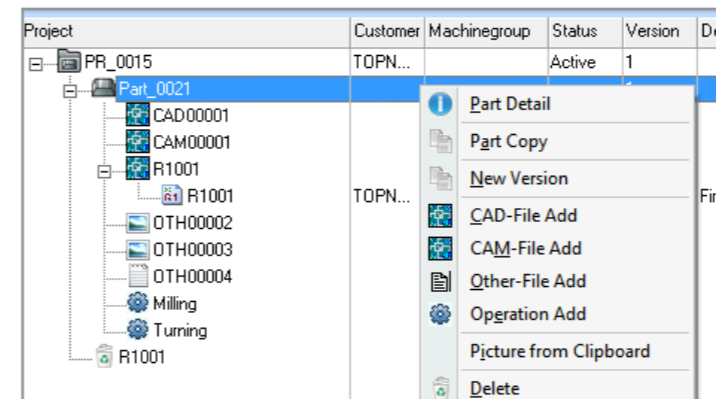 Project Customer Machinegroup Status Version
PR_0015 TOPN... Active 1
Part_0021
Part Detail
CAD00001
CAM00001
Part Copy
R1001
New Version
R1001 TOPN...
CAD-File Add
OTH00002
CAM-File Add
OTH00003
Other-File Add
OTH00004
Milling
Operation Add
Turning
Picture from Clipboard
R1001
Delete